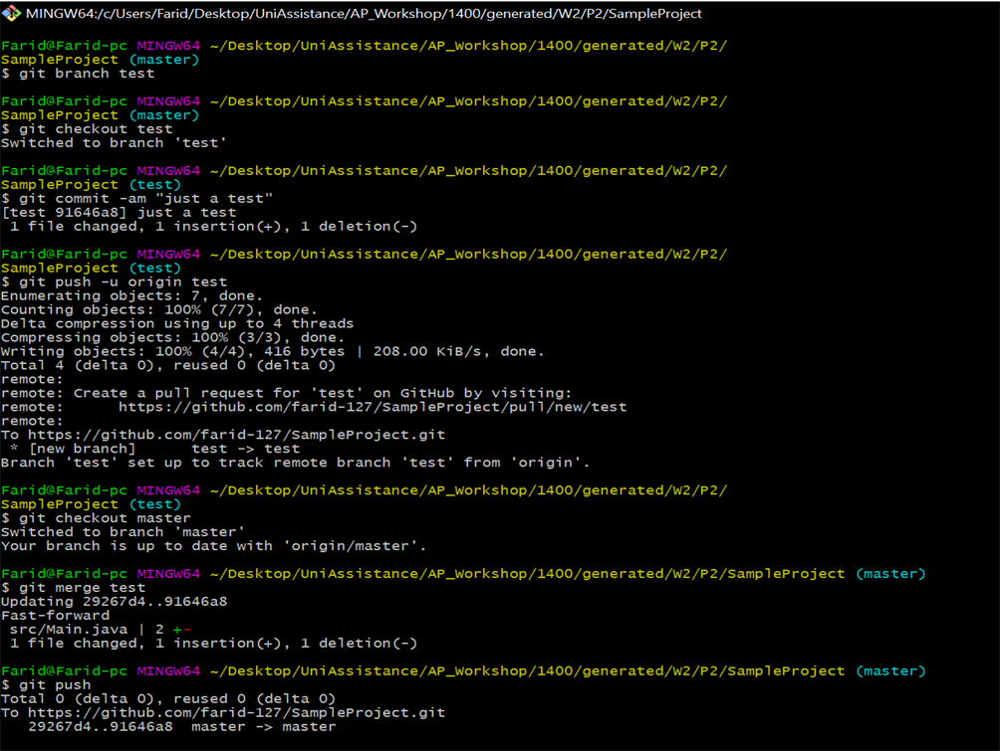 MINGW64:/c/Users/Farid/Desktop/UniAssistance/AP_Workshop/1400/generated/W2/P2/SampleProject
Farid@Farid-pc MINGW64 ~/Desktop/UniAssistance/AP_Workshop/1400/generated/W2/P2/
SampleProject (master)
$ git branch test
Farid@Farid-pc MINGW64 ~/Desktop/UniAssistance/AP_Workshop/1400/generated/W2/P2/
SampleProject (master)
$ git checkout test
Switched to branch 'test'
Farid@Farid-pc MINGW64 ~/Desktop/UniAssistance/AP_Workshop/1400/generated/W2/P2/
SampleProject (test)
$ git commit -am "just a test"
[test 91646a8] just a test
 1 file changed, 1 insertion(+), 1 deletion(-)
Farid@Farid-pc MINGW64 ~/Desktop/UniAssistance/AP_Workshop/1400/generated/W2/P2/
SampleProject (test)
$ git push -u origin test
Enumerating objects: 7, done.
Counting objects: 100% (7/7), done.
Delta compression using up to 4 threads
Compressing objects: 100% (3/3), done.
Writing objects: 100% (4/4), 416 bytes | 208.00 KiB/s, done.
Total 4 (delta 0), reused 0 (delta 0)
remote:
remote: Create a pull request for 'test' on GitHub by visiting:
remote:      https://github.com/farid-127/SampleProject/pull/new/test
remote:
To https://github.com/farid-127/SampleProject.git
 * [new branch]      test -> test
Branch 'test' set up to track remote branch 'test' from 'origin'.
Farid@Farid-pc MINGW64 ~/Desktop/UniAssistance/AP_Workshop/1400/generated/W2/P2/
SampleProject (test)
$ git checkout master
Switched to branch 'master'
Your branch is up to date with 'origin/master'.
Farid@Farid-pc MINGW64 ~/Desktop/UniAssistance/AP_Workshop/1400/generated/W2/P2/SampleProject (master)
$ git merge test
Updating 29267d4..91646a8
Fast-forward
 src/Main.java | 2 +-
 1 file changed, 1 insertion(+), 1 deletion(-)
Farid@Farid-pc MINGW64 ~/Desktop/UniAssistance/AP_Workshop/1400/generated/W2/P2/SampleProject (master)
$ git push
Total 0 (delta 0), reused 0 (delta 0)
To https://github.com/farid-127/SampleProject.git
   29267d4..91646a8  master -> master